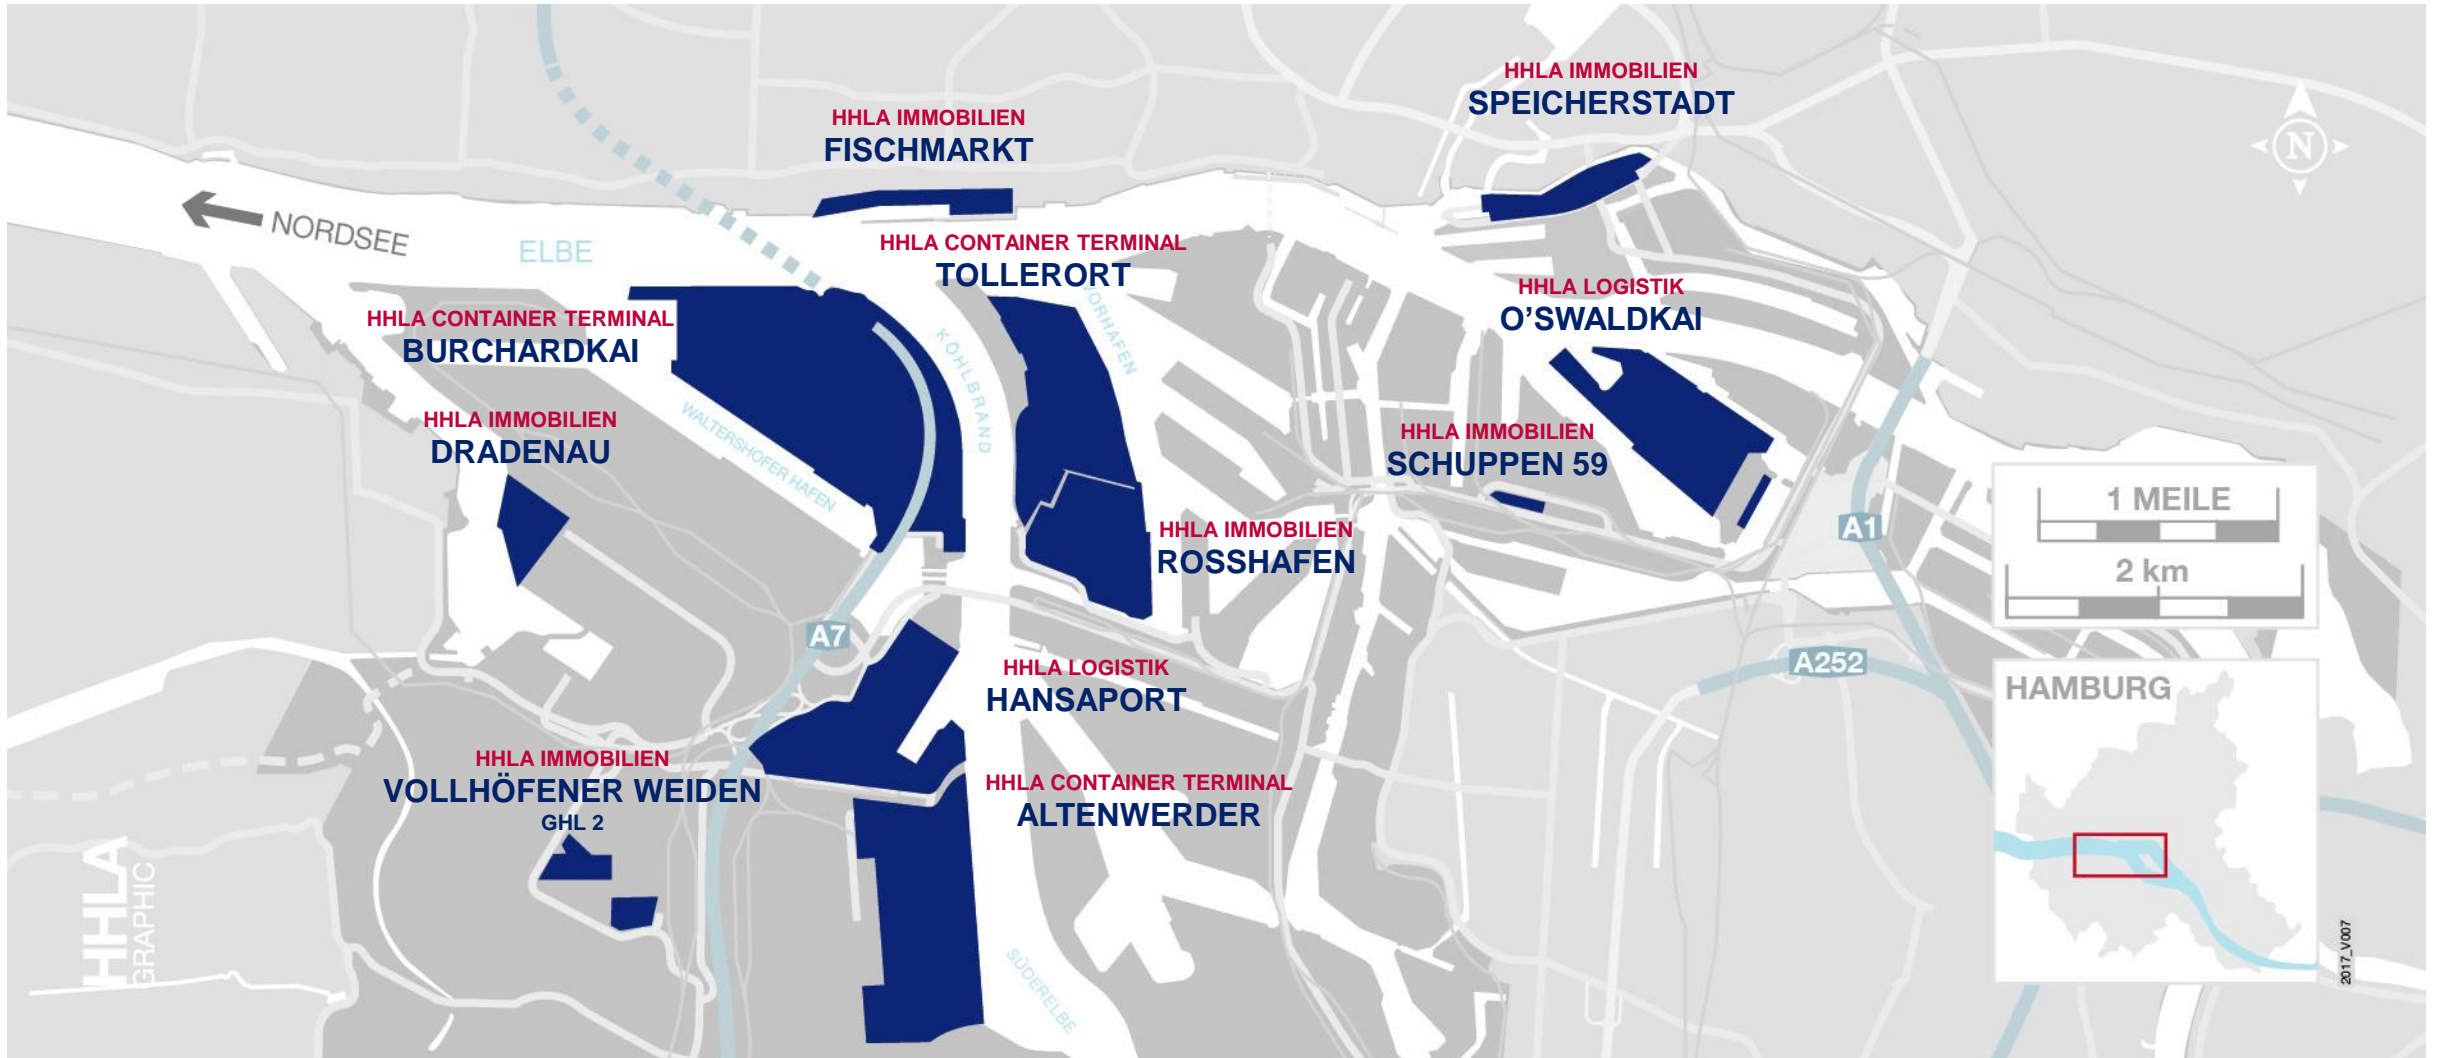 HHLA IMMOBILIEN
SPEICHERSTADT
HHLA IMMOBILIEN
FISCHMARKT
N
NORDSEE
ELBE
HHLA CONTAINER TERMINAL
TOLLERORT
VORHAFEN
HHLA LOGISTIK
O’SWALDKAI
HHLA CONTAINER TERMINAL
BURCHARDKAI
KÖHLBRAND
WALTERSHOFER HAFEN
HHLA IMMOBILIEN
DRADENAU
HHLA IMMOBILIEN
SCHUPPEN 59
1 MEILE
2 km
A1
HHLA IMMOBILIEN
ROSSHAFEN
A7
A252
HHLA LOGISTIK
HANSAPORT
HAMBURG
HHLA IMMOBILIEN
VOLLHÖFENER WEIDEN
GHL 2
HHLA CONTAINER TERMINAL
ALTENWERDER
SÜDERELBE
HHLA
GRAPHIC
2017_V007